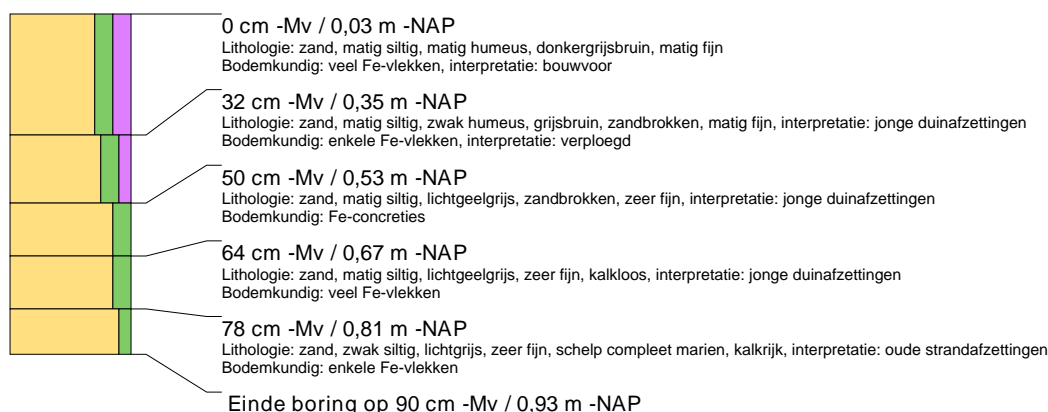 0 cm -Mv / 0,03 m -NAP
Lithologie: zand, matig siltig, matig humeus, donkergrijsbruin, matig fijn
Bodemkundig: veel Fe-vlekken, interpretatie: bouwvoor
32 cm -Mv / 0,35 m -NAP
Lithologie: zand, matig siltig, zwak humeus, grijsbruin, zandbrokken, matig fijn, interpretatie: jonge duinafzettingen
Bodemkundig: enkele Fe-vlekken, interpretatie: verploegd
50 cm -Mv / 0,53 m -NAP
Lithologie: zand, matig siltig, lichtgeelgrijs, zandbrokken, zeer fijn, interpretatie: jonge duinafzettingen
Bodemkundig: Fe-concreties
64 cm -Mv / 0,67 m -NAP
Lithologie: zand, matig siltig, lichtgeelgrijs, zeer fijn, kalkloos, interpretatie: jonge duinafzettingen
Bodemkundig: veel Fe-vlekken
78 cm -Mv / 0,81 m -NAP
Lithologie: zand, zwak siltig, lichtgrijs, zeer fijn, schelp compleet marien, kalkrijk, interpretatie: oude strandafzettingen
Bodemkundig: enkele Fe-vlekken
Einde boring op 90 cm -Mv / 0,93 m -NAP